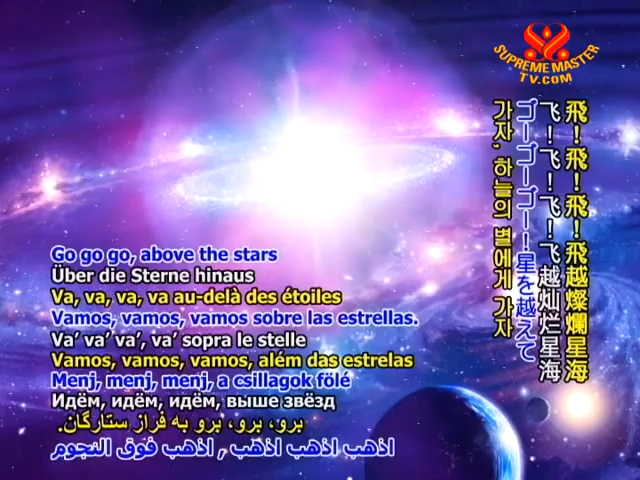 SUPREME MASTER
TV.COM
飛！飛！飛！飛越燦爛星海
飞！飞！飞！飞越灿烂星海
ゴーゴーゴー！星を越えて
가자, 하늘의 별에게 가자
Go go go, above the stars
Über die Sterne hinaus
Va, va, va, va au-delà des étoiles
Vamos, vamos, vamos sobre las estrellas.
Va' va' va', va' sopra le stelle
Vamos, vamos, vamos, além das estrelas
Menj, menj, menj, a csillagok fölé
Идём, идём, идём, выше звёзд
برو، برو، برو به فراز ستارگان.
اذهب اذهب اذهب , اذهب فوق النجوم